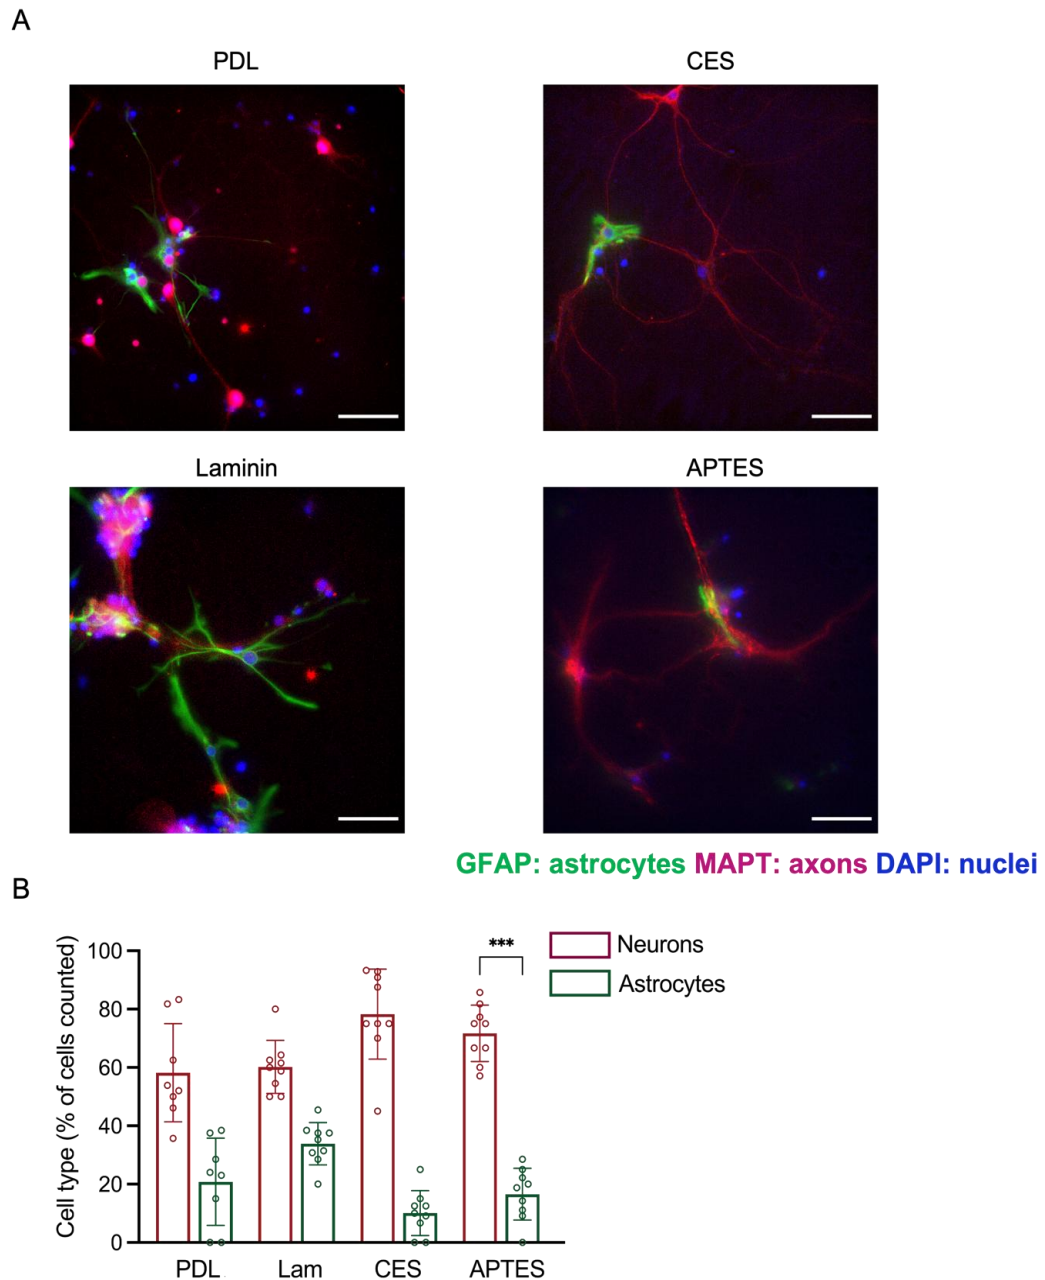 A
PDL
CES
Laminin
APTES
GFAP: astrocytes MAPT: axons DAPI: nuclei
B
Cell type (% of cells counted)
100
80
60
40
20
0
***
Neurons
Astrocytes
PDL
Lam
CES
APTES